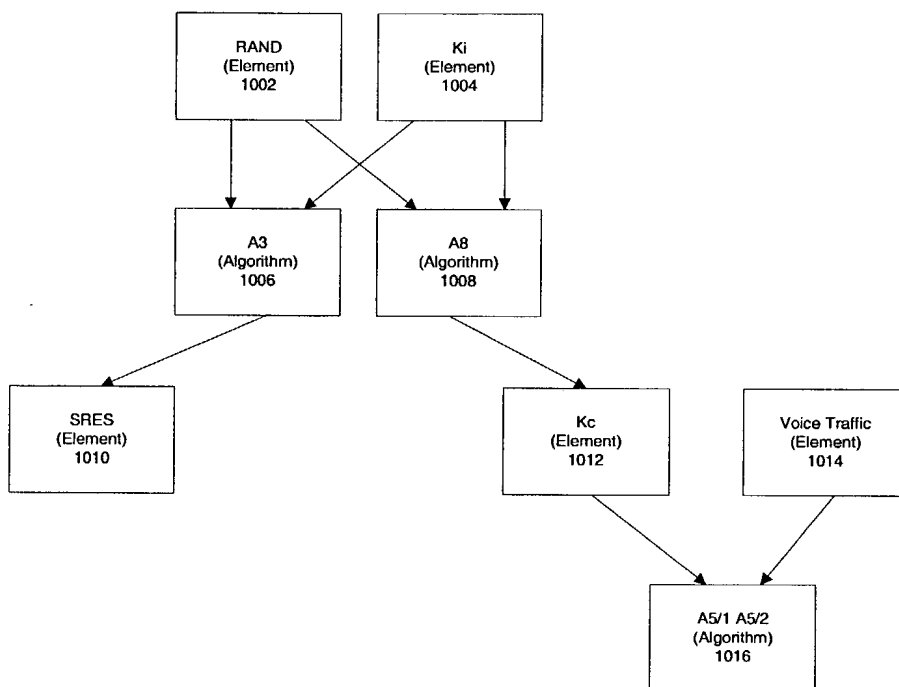 RAND
(Element)
1002
Ki
(Element)
1004
A3
(Algorithm)
1006
A8
(Algorithm)
1008
SRES
(Element)
1010
Kc
(Element)
1012
Voice Traffic
(Element)
1014
A5/1 A5/2
(Algorithm)
1016